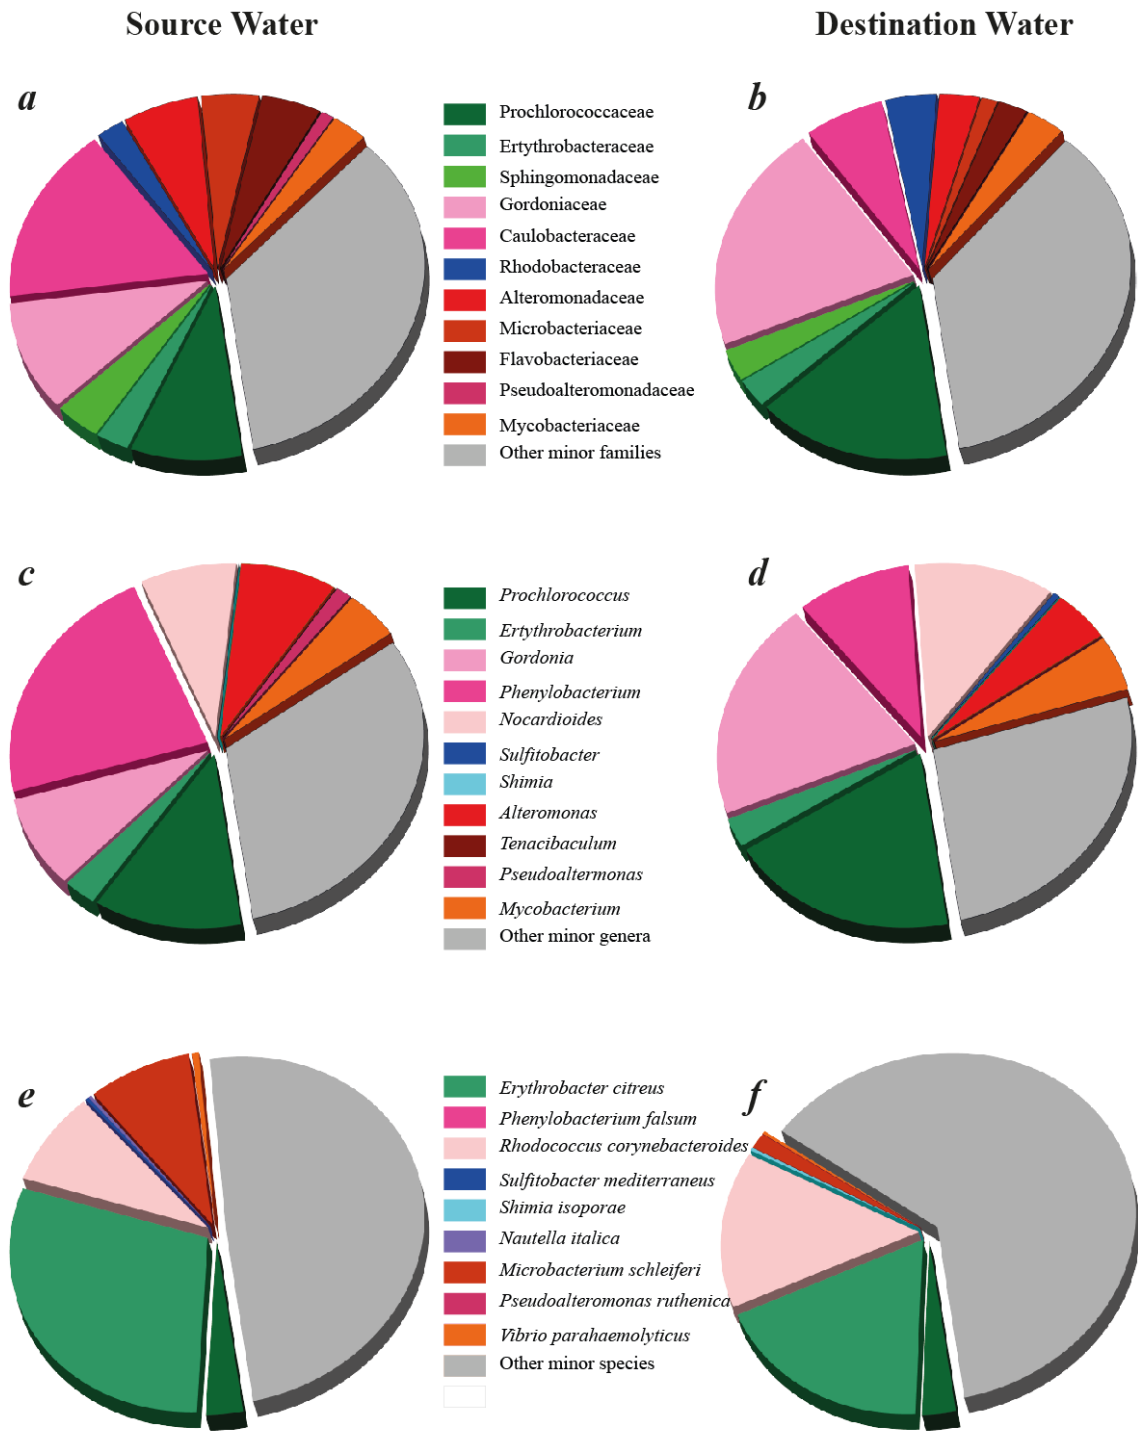 Source Water
Destination Water
a
b
Prochlorococcaceae
Ertythrobacteraceae
Sphingomonadaceae
Gordoniaceae
Caulobacteraceae
Rhodobacteraceae
Alteromonadaceae
Microbacteriaceae
Flavobacteriaceae
Pseudoalteromonadaceae
Mycobacteriaceae
Other minor families
c
d
Prochlorococcus
Ertythrobacterium
Gordonia
Phenylobacterium
Nocardioides
Sulfitobacter
Shimia
Alteromonas
Tenacibaculum
Pseudoaltermonas
Mycobacterium
Other minor genera
e
f
Erythrobacter citreus
Phenylobacterium falsum
Rhodococcus corynebacteroides
Sulfitobacter mediterraneus
Shimia isoporae
Nautella italica
Microbacterium schleiferi
Pseudoalteromonas ruthenica
Vibrio parahaemolyticus
Other minor species